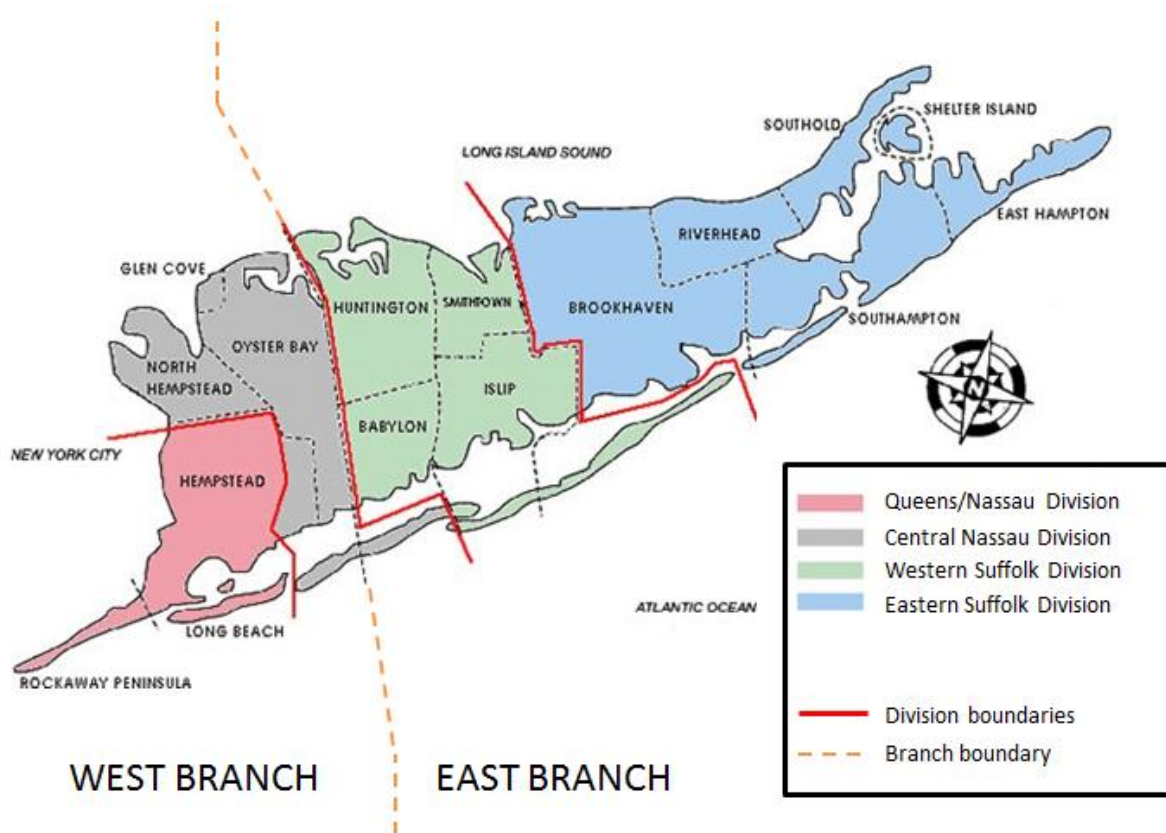 LONG ISLAND SOUND
SOUTHOLD
SHELTER ISLAND
EAST HAMPTON
RIVERHEAD
GLEN COVE
HUNTINGTON
SMITHTOWN
BROOKHAVEN
SOUTHAMPTON
OYSTER BAY
NORTH
HEMPSTEAD
ISLIP
BABYLON
N
NEW YORK CITY
HEMPSTEAD
LONG BEACH
ROCKAWAY PENINSULA
ATLANTIC OCEAN
Queens/Nassau Division
Central Nassau Division
Western Suffolk Division
Eastern Suffolk Division
Division boundaries
Branch boundary
WEST BRANCH
EAST BRANCH